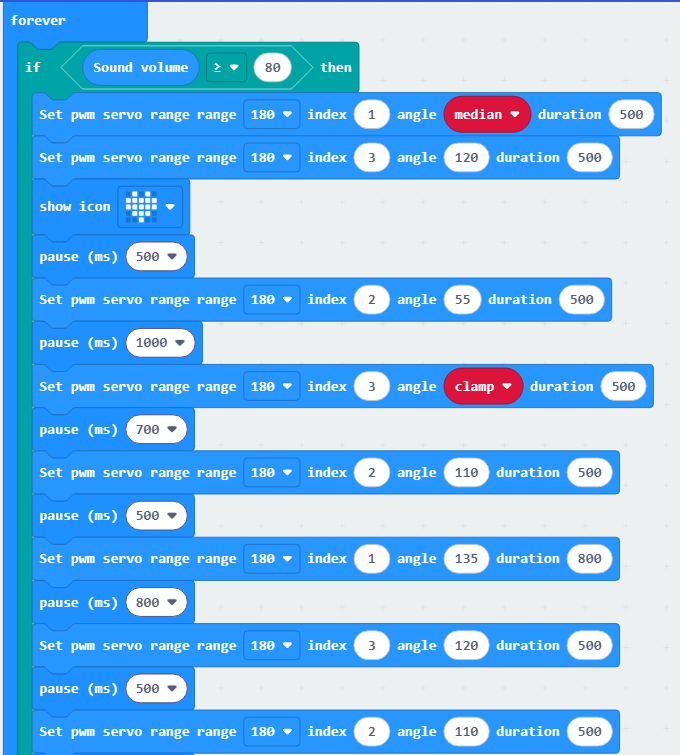 forever
if Sound volume ≥ 80 then
Set pwm servo range range 180 index 1 angle median duration 500
Set pwm servo range range 180 index 3 angle 120 duration 500
show icon
pause (ms) 500
Set pwm servo range range 180 index 2 angle 55 duration 500
pause (ms) 1000
Set pwm servo range range 180 index 3 angle clamp duration 500
pause (ms) 700
Set pwm servo range range 180 index 2 angle 110 duration 500
pause (ms) 500
Set pwm servo range range 180 index 1 angle 135 duration 800
pause (ms) 800
Set pwm servo range range 180 index 3 angle 120 duration 500
pause (ms) 500
Set pwm servo range range 180 index 2 angle 110 duration 500